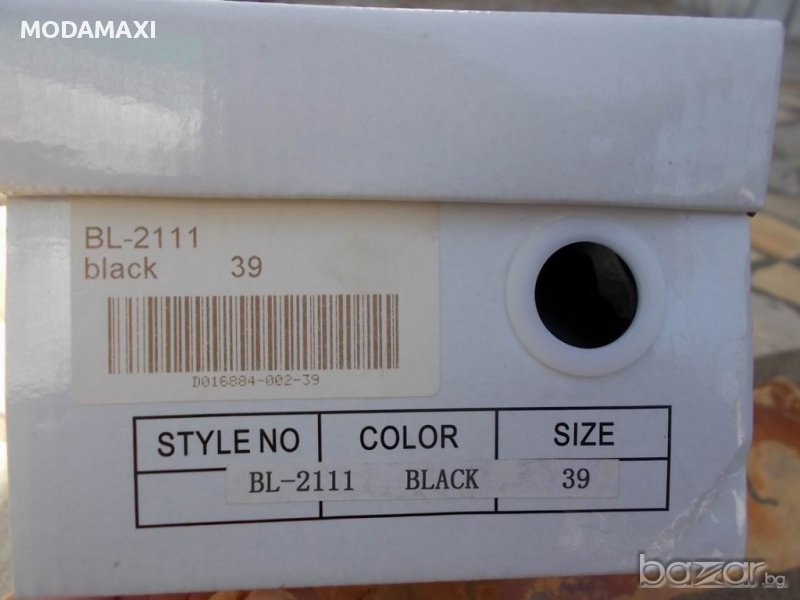 MODAMAXI
BL-2111
black 39
D016884-002-39
STYLE NO COLOR SIZE
BL-2111 BLACK 39
bazar.bg